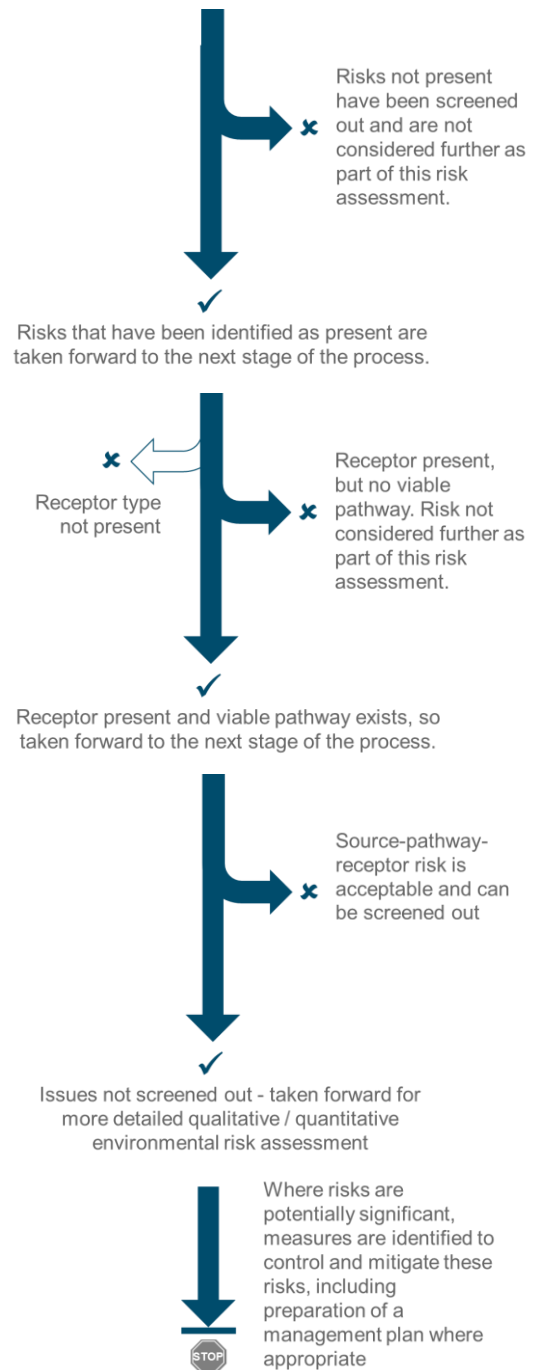 Risks not present
have been screened
out and are not
considered further as
part of this risk
assessment.
Risks that have been identified as present are
taken forward to the next stage of the process.
Receptor type
not present
Receptor present,
but no viable
pathway. Risk not
considered further as
part of this risk
assessment.
Receptor present and viable pathway exists, so
taken forward to the next stage of the process.
Source-pathway-
receptor risk is
acceptable and can
be screened out
Issues not screened out - taken forward for
more detailed qualitative / quantitative
environmental risk assessment
Where risks are
potentially significant,
measures are identified to
control and mitigate these
risks, including
preparation of a
management plan where
appropriate
STOP